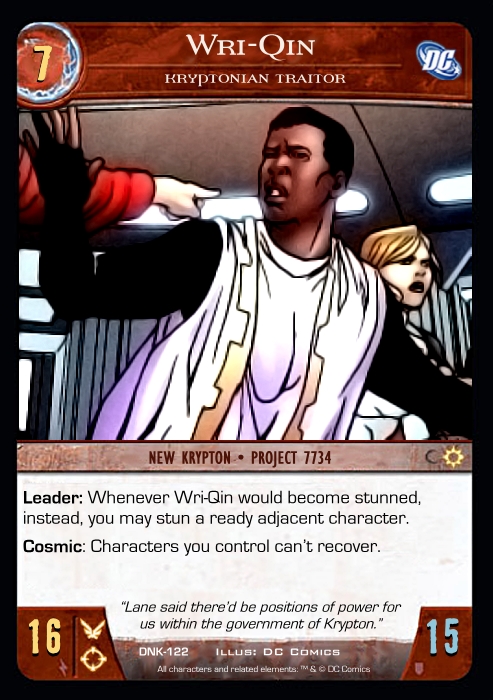 7
Wri-Qin
KRYPTONIAN TRAITOR
DC
NEW KRYPTON • PROJECT 7734
Leader: Whenever Wri-Qin would become stunned,
instead, you may stun a ready adjacent character.
Cosmic: Characters you control can't recover.
"Lane said there'd be positions of power for
us within the government of Krypton."
16
15
DNK-122 Illus: DC Comics
All characters and related elements: ™ & © DC Comics